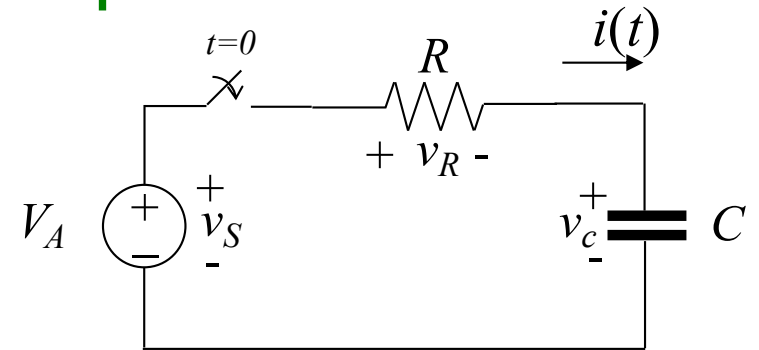 t=0
R
i(t)
+ v_R -
V_A
+
−
+
v_S
-
+
v_c
-
C